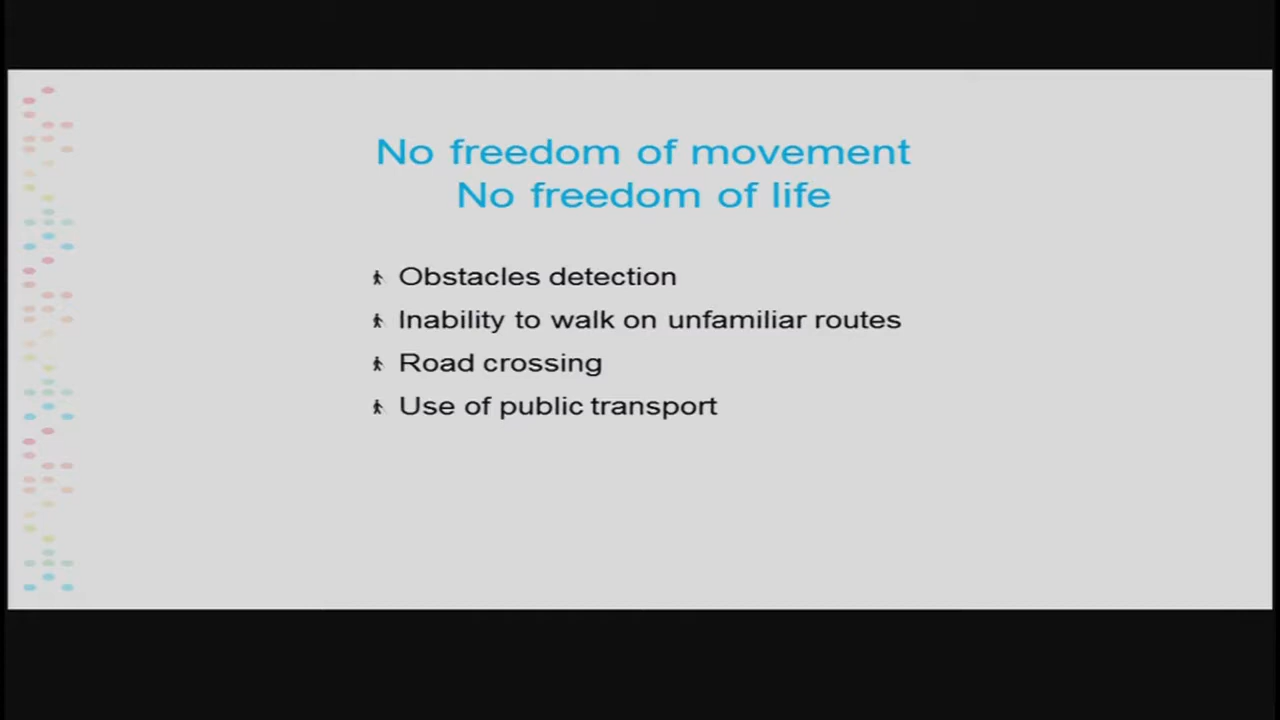 No freedom of movement
No freedom of life
Obstacles detection
Inability to walk on unfamiliar routes
Road crossing
Use of public transport